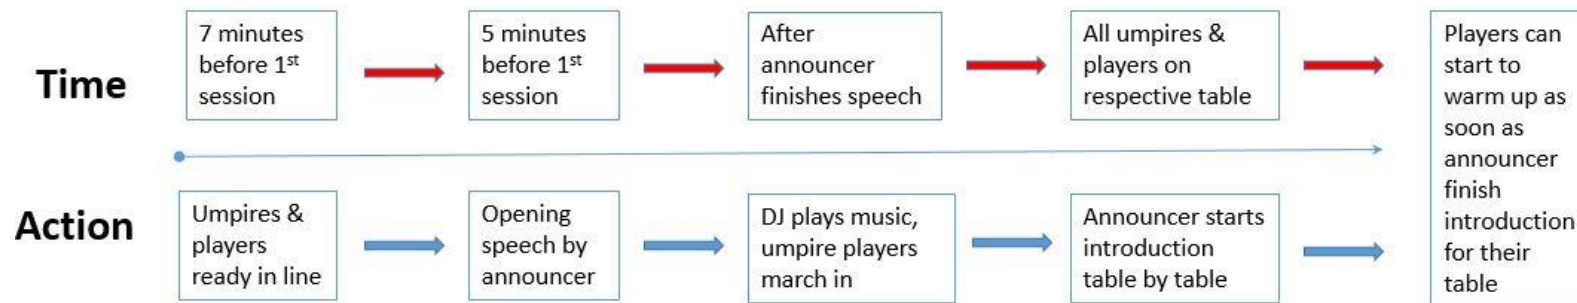 Time
7 minutes
before 1st
session
5 minutes
before 1st
session
After
announcer
finishes speech
All umpires &
players on
respective table
Players can
start to
warm up as
soon as
announcer
finish
introduction
for their
table
Action
Umpires &
players
ready in line
Opening
speech by
announcer
DJ plays music,
umpire players
march in
Announcer starts
introduction
table by table